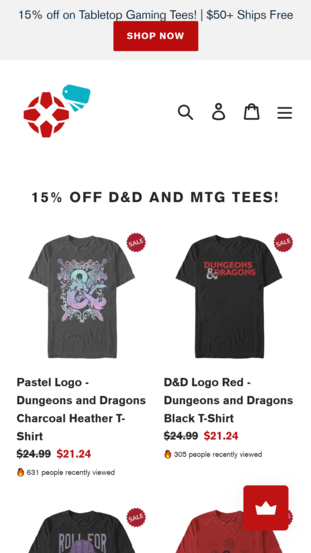 15% off on Tabletop Gaming Tees! | $50+ Ships Free
SHOP NOW
15% OFF D&D AND MTG TEES!
SALE
SALE
DUNGEONS
& DRAGONS
Pastel Logo -
Dungeons and Dragons
Charcoal Heather T-
Shirt
$24.99 $21.24
🔥 631 people recently viewed
D&D Logo Red -
Dungeons and Dragons
Black T-Shirt
$24.99 $21.24
🔥 305 people recently viewed
SALE
ROLL FOR